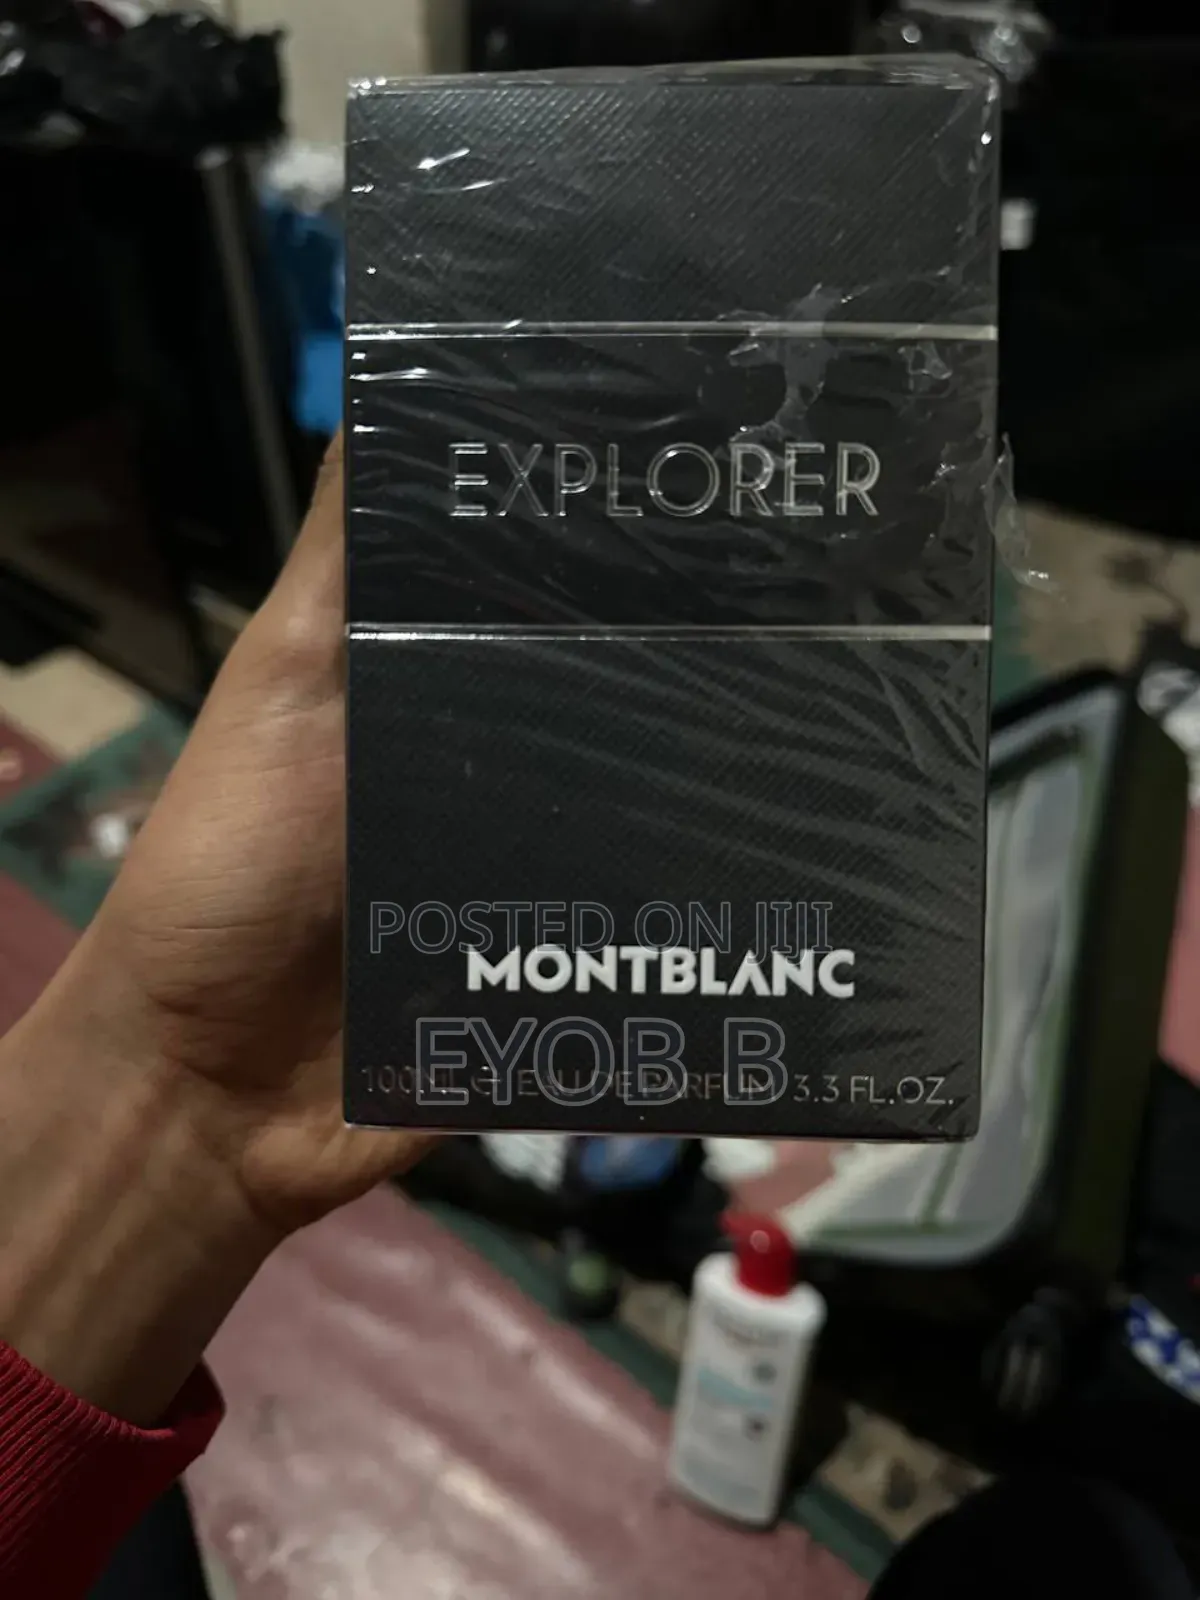 EXPLORER
POSTED ON JIJI
MONTBLANC
EYOB B
100ML ℮ EAU DE PARFUM 3.3 FL.OZ.